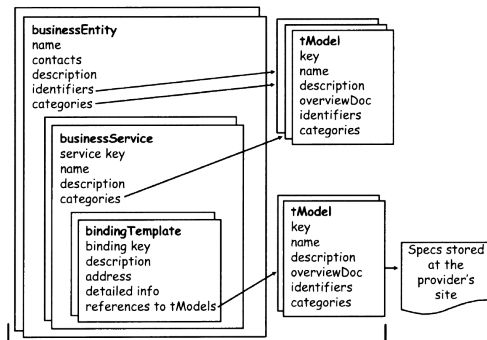 businessEntity
name
contacts
description
identifiers
categories
businessService
service key
name
description
categories
bindingTemplate
binding key
description
address
detailed info
references to tModels
tModel
key
name
description
overviewDoc
identifiers
categories
tModel
key
name
description
overviewDoc
identifiers
categories
Specs stored
at the
provider's
site